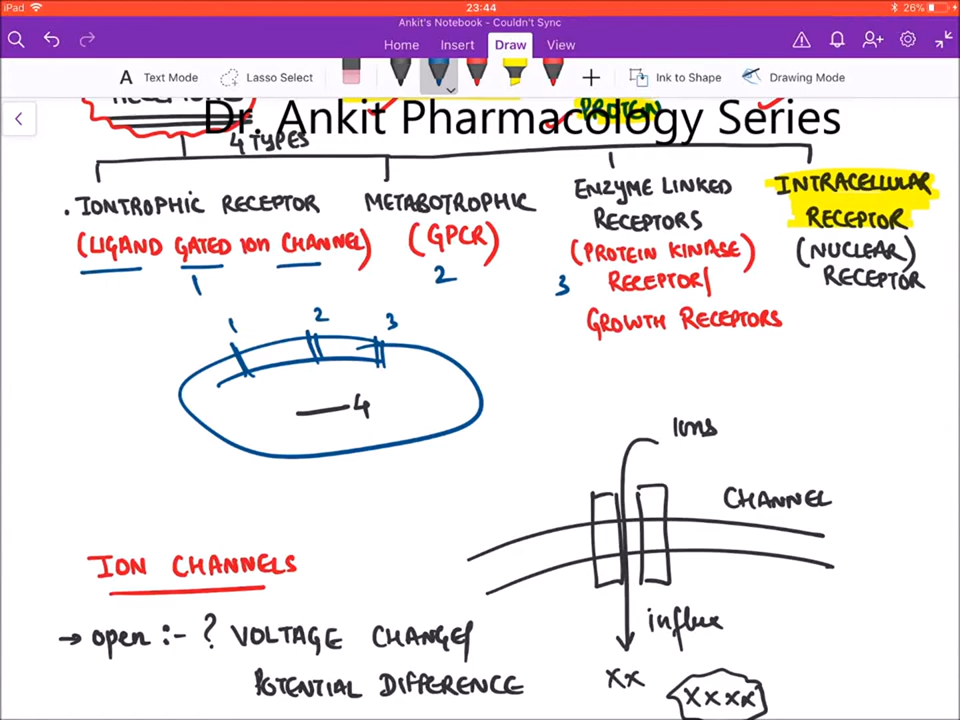 iPad 23:44 26%
Ankit's Notebook - Couldn't Sync
Home Insert Draw View
A Text Mode Lasso Select Ink to Shape Drawing Mode
PROTEIN
Dr. Ankit Pharmacology Series
4 TYPES
. IONTROPHIC RECEPTOR METABOTROPHIC ENZYME LINKED RECEPTORS INTRACELLULAR RECEPTOR
(LIGAND GATED ION CHANNEL) (GPCR) (PROTEIN KINASE) RECEPTOR/ (NUCLEAR) RECEPTOR
1 2 3 GROWTH RECEPTORS
1 2 3
4
IONS
CHANNEL
ION CHANNELS
→ open :- ? VOLTAGE CHANGE/ influx
POTENTIAL DIFFERENCE XX XXXX